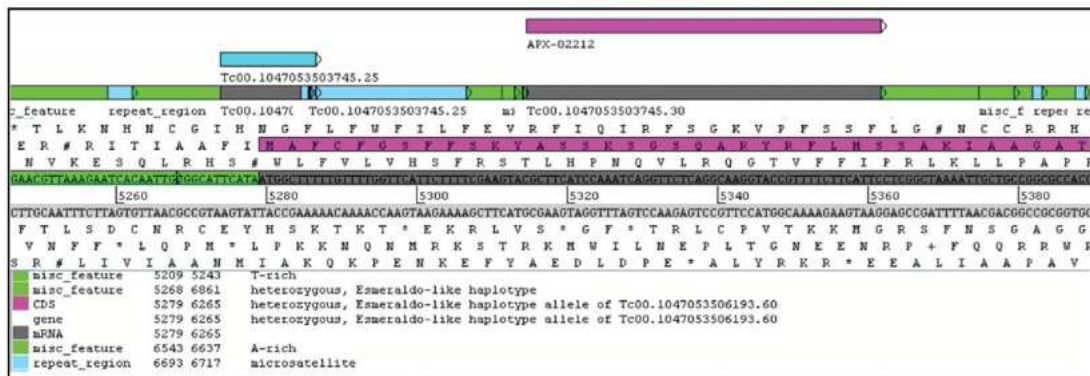 APX-02212
Tc00.1047053503745.25
c_feature repeat_region Tc00.1047( Tc00.1047053503745.25 mi Tc00.1047053503745.30 misc_f repe: re
* T L K N H N C G I H N G F L F W F I L F E V R F I Q I R F S G K V P F S S F L G # N C C R R H
E R # R I T I A A F I M A F C F G S F F S K Y A S S K S G S Q A R Y R F L H S S A K I A A G A T
N V K E S Q L R H S # W L F V L V H S F R S T L H P N Q V L R Q G T V F F I P R L K L L P A P
5260 5280 5300 5320 5340 5360 5380
F T L S D C N R C E Y H S K T K T * E K R L V S * G F * T R L C P V T K K M G R S F N S G A G G
V N F F * L Q P M * L P K K N Q N M R K S T R K M W I L N E P L T G N E E N R P + F Q Q R R W
S R # L I V I A A N M I A K Q K P E N K E F Y A E D L D P E * A L Y R K R * E E A L I A A P A V
misc_feature 5209 5243 T-rich
misc_feature 5268 6861 heterozygous, Esmeraldo-like haplotype
CDS 5279 6265 heterozygous, Esmeraldo-like haplotype allele of Tc00.1047053506193.60
gene 5279 6265 heterozygous, Esmeraldo-like haplotype allele of Tc00.1047053506193.60
mRNA 5279 6265
misc_feature 6543 6637 A-rich
repeat_region 6693 6717 microsatellite